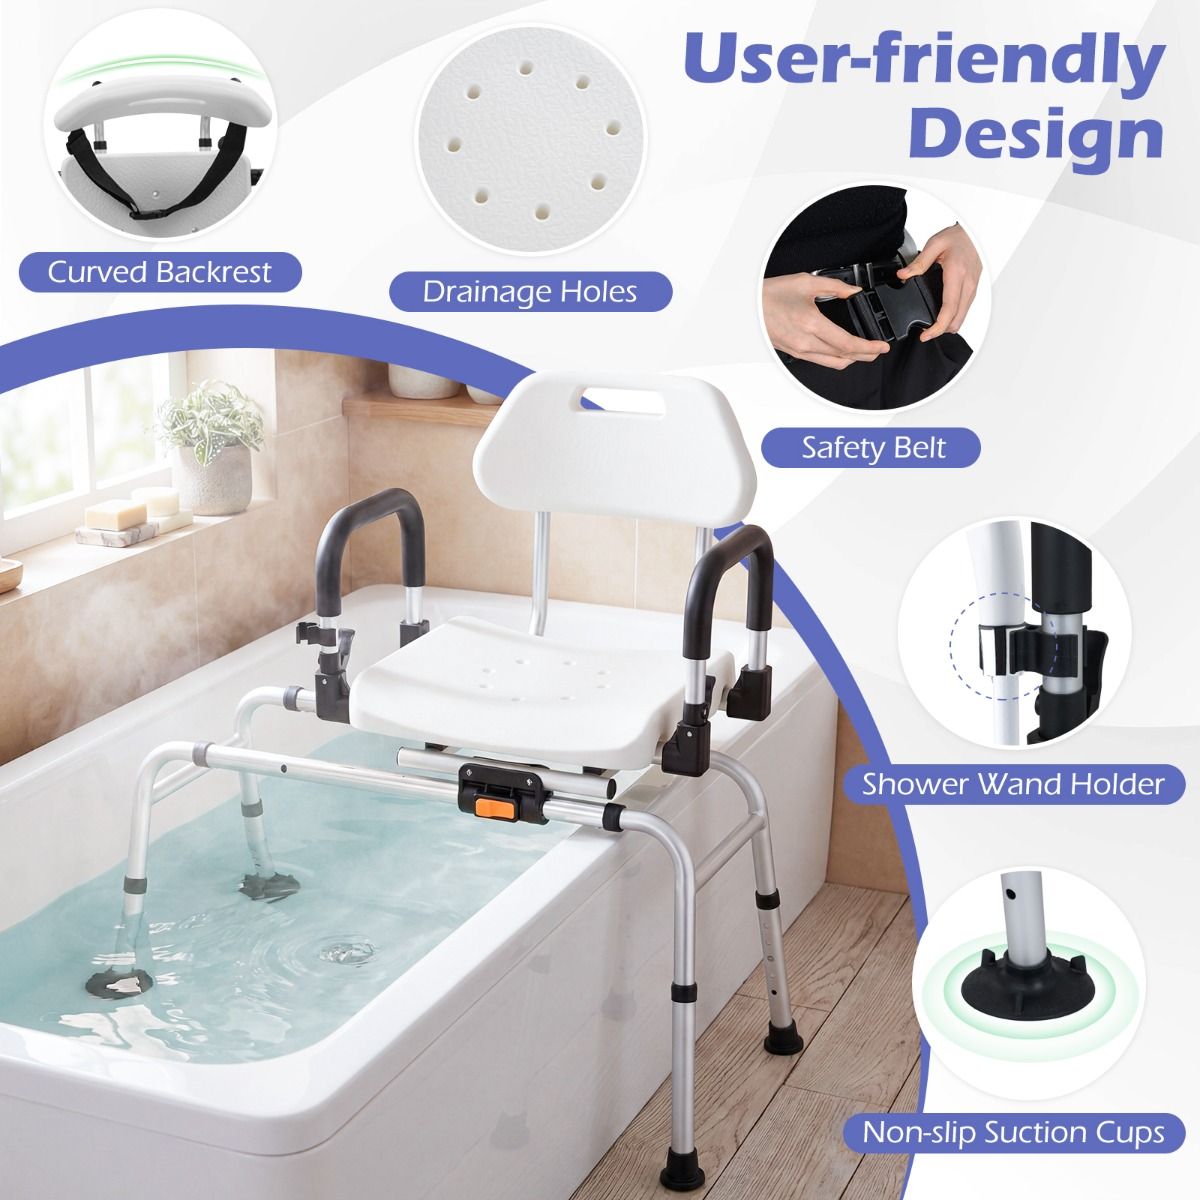 User-friendly
Design
Curved Backrest
Drainage Holes
Safety Belt
Shower Wand Holder
Non-slip Suction Cups